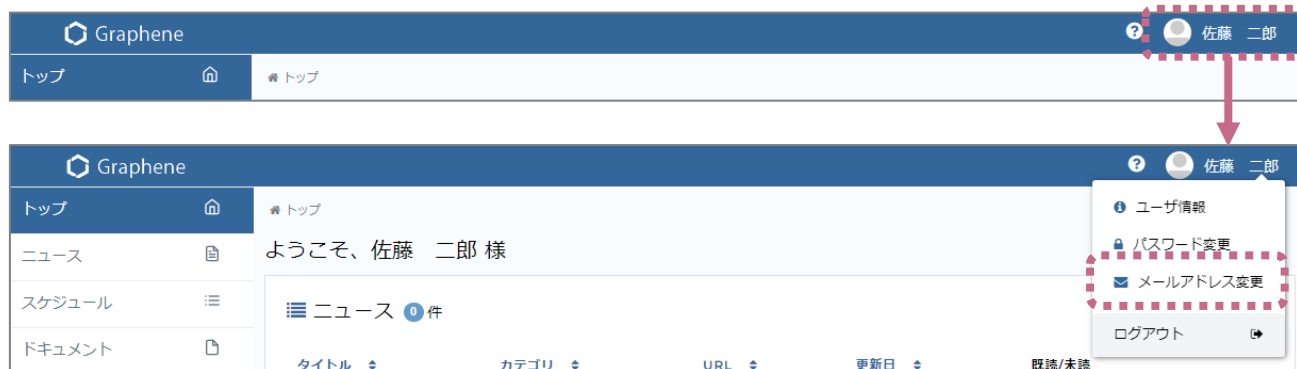 Graphene
? 佐藤 二郎
トップ
トップ
Graphene
? 佐藤 二郎
トップ
トップ
ユーザ情報
ニュース
ようこそ、佐藤 二郎 様
パスワード変更
スケジュール
ニュース 0 件
メールアドレス変更
ドキュメント
ログアウト
タイトル カテゴリ URL 更新日 既読/未読